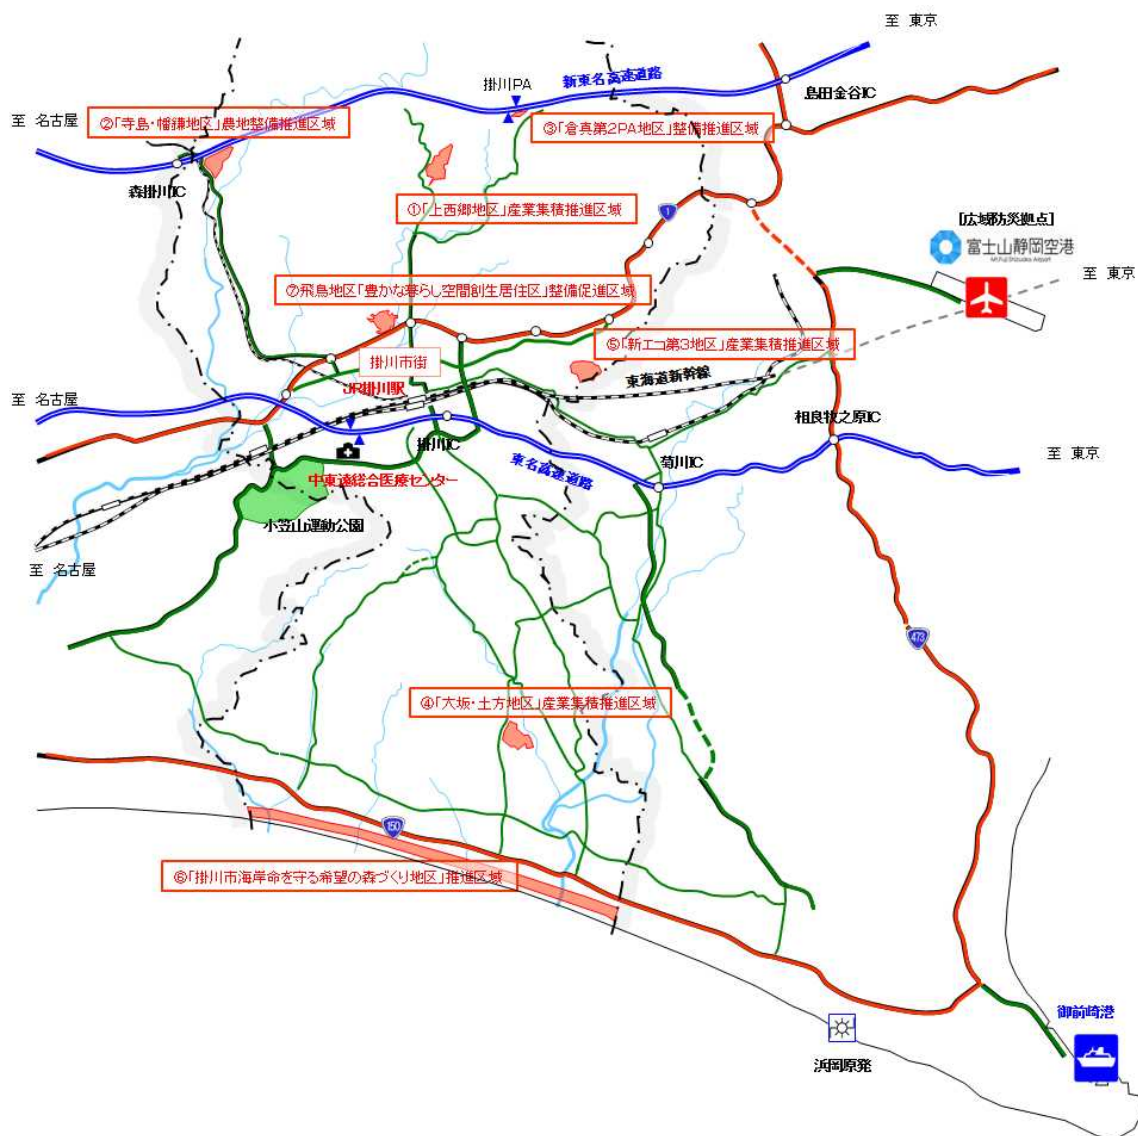 至 東京
新東名高速道路
掛川PA
島田金谷IC
至 名古屋
②「寺島・幡鎌地区」農地整備推進区域
③「倉真第2PA地区」整備推進区域
森掛川IC
①「上西郷地区」産業集積推進区域
1
[広域防災拠点]
富士山静岡空港
Mt.Fuji Shizuoka Airport
至 東京
⑦飛鳥地区「豊かな暮らし空間創生居住区」整備促進区域
⑤「新エコ第3地区」産業集積推進区域
掛川市街
東海道新幹線
JR掛川駅
至 名古屋
相良牧之原IC
掛川IC
東名高速道路
菊川IC
至 東京
中東遠総合医療センター
小笠山運動公園
至 名古屋
473
④「大坂・土方地区」産業集積推進区域
150
⑥「掛川市海岸命を守る希望の森づくり地区」推進区域
御前崎港
浜岡原発